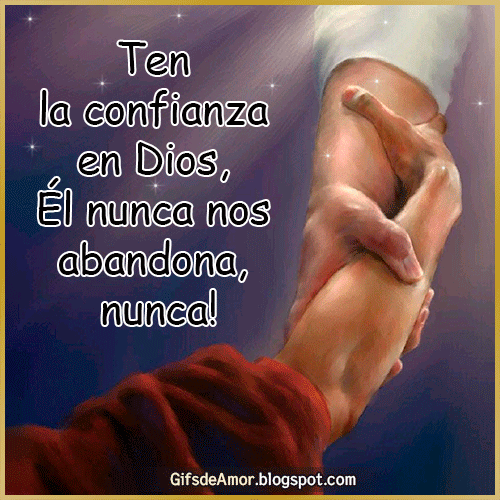 Ten
la confianza
en Dios,
Él nunca nos
abandona,
nunca!
GifsdeAmor.blogspot.com